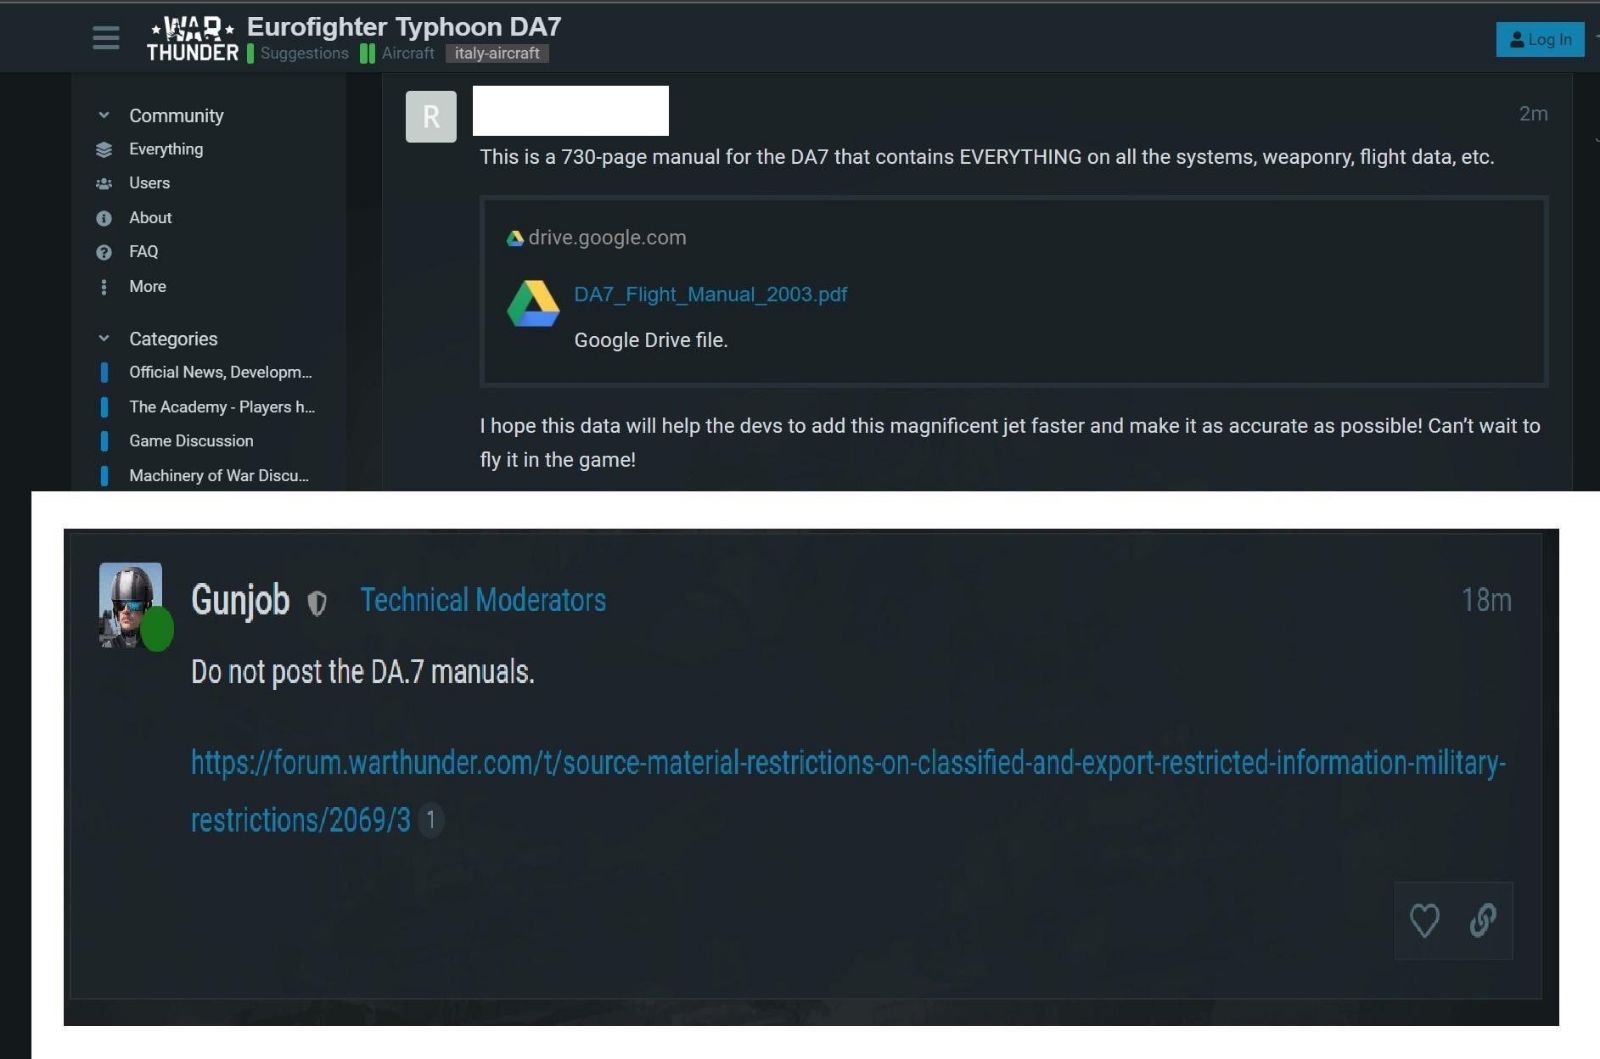 WAR THUNDER
Eurofighter Typhoon DA7
Suggestions Aircraft italy-aircraft
Log In
Community
Everything
Users
About
FAQ
More
Categories
Official News, Developm...
The Academy - Players h...
Game Discussion
Machinery of War Discu...
R
2m
This is a 730-page manual for the DA7 that contains EVERYTHING on all the systems, weaponry, flight data, etc.
drive.google.com
DA7_Flight_Manual_2003.pdf
Google Drive file.
I hope this data will help the devs to add this magnificent jet faster and make it as accurate as possible! Can't wait to
fly it in the game!
Gunjob Technical Moderators 18m
Do not post the DA.7 manuals.
https://forum.warthunder.com/t/source-material-restrictions-on-classified-and-export-restricted-information-military-
restrictions/2069/3 1